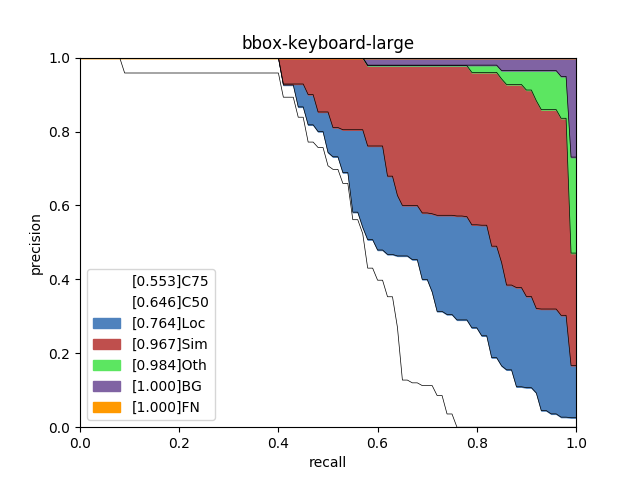 bbox-keyboard-large
1.0
0.8
0.6
0.4
0.2
0.0
precision
[0.553]C75
[0.646]C50
[0.764]Loc
[0.967]Sim
[0.984]Oth
[1.000]BG
[1.000]FN
0.0 0.2 0.4 0.6 0.8 1.0
recall